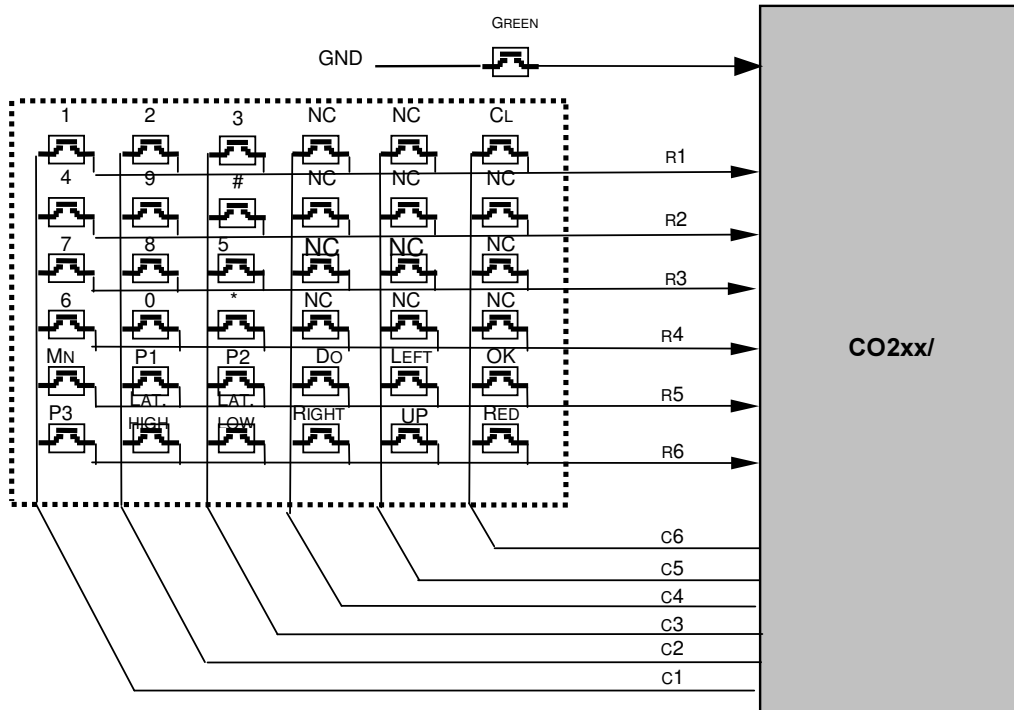 GREEN
GND
1 2 3 NC NC CL
R1
4 9 # NC NC NC
R2
7 8 5 NC NC NC
R3
6 0 * NC NC NC
R4
CO2xx/
MN P1 P2 DO LEFT OK
R5
P3 LAT. HIGH LAT. LOW RIGHT UP RED
R6
C6
C5
C4
C3
C2
C1